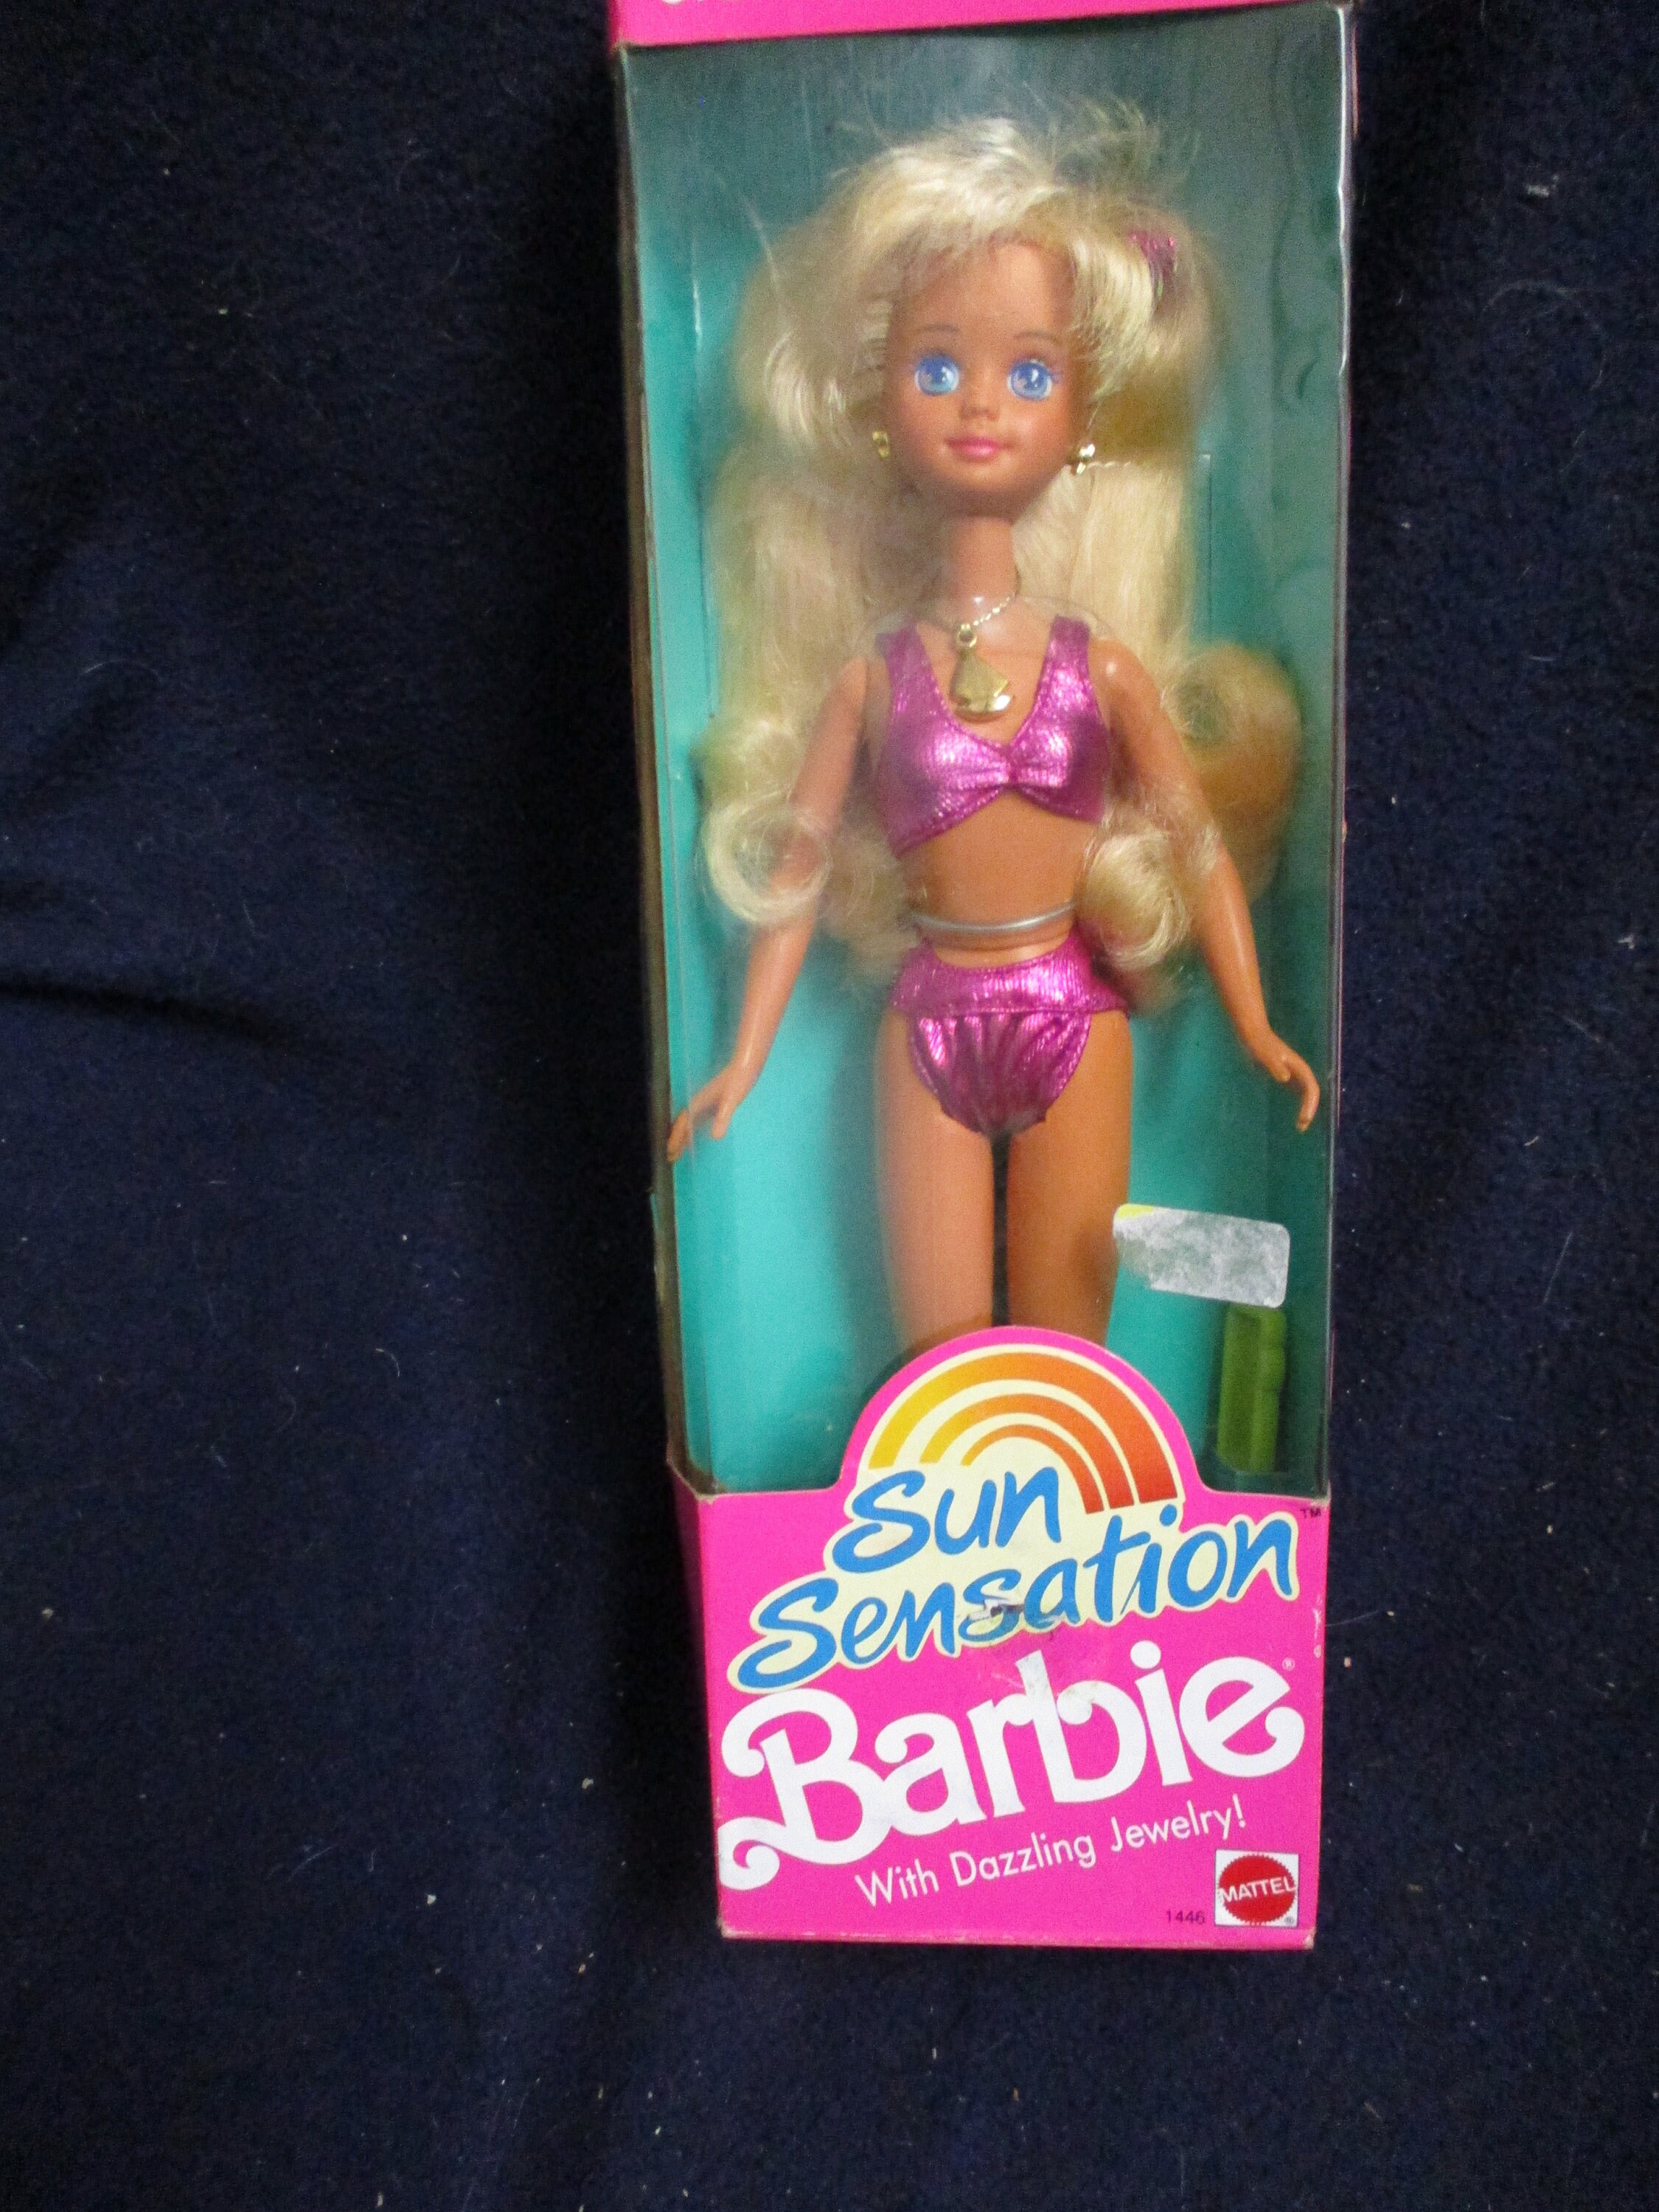 Sun
Sensation™
Barbie®
With Dazzling Jewelry!
1446
MATTEL
®